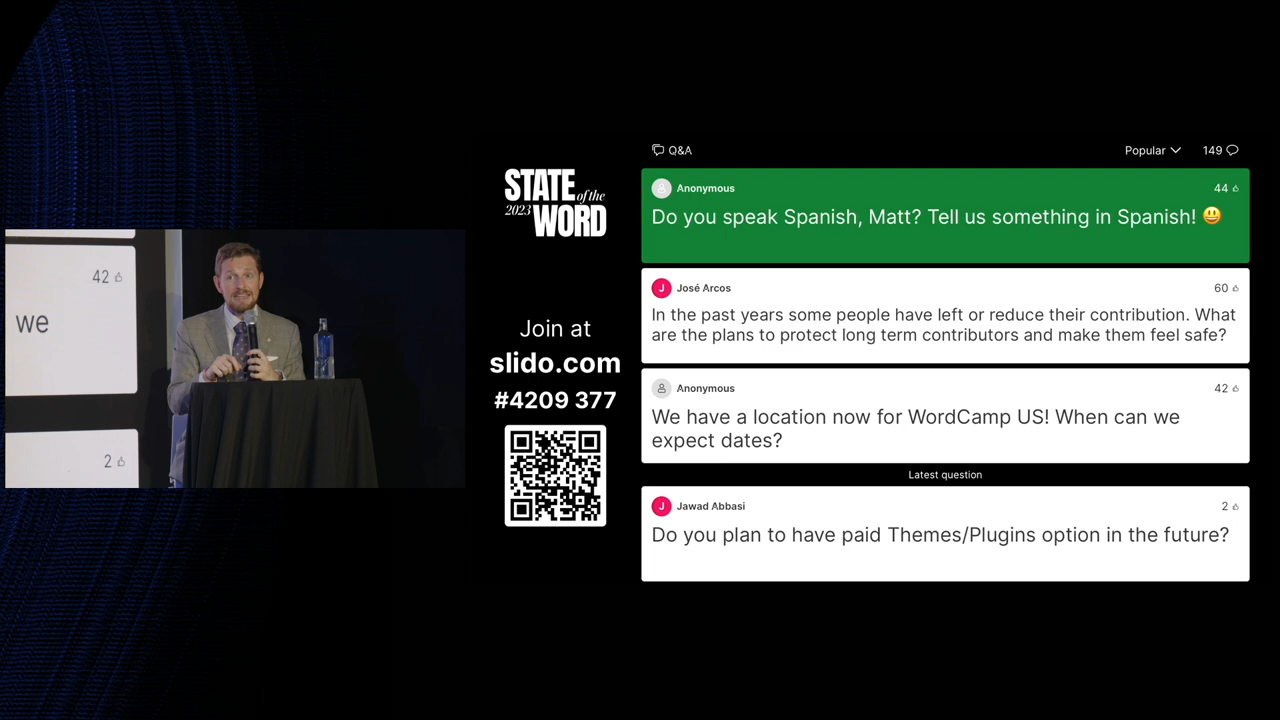 42
we
2
STATE of the
2023 WORD
Join at
slido.com
#4209 377
Q&A
Popular
149
Anonymous
44
Do you speak Spanish, Matt? Tell us something in Spanish! 😃
J
José Arcos
60
In the past years some people have left or reduce their contribution. What
are the plans to protect long term contributors and make them feel safe?
Anonymous
42
We have a location now for WordCamp US! When can we
expect dates?
Latest question
J
Jawad Abbasi
2
Do you plan to have paid Themes/Plugins option in the future?